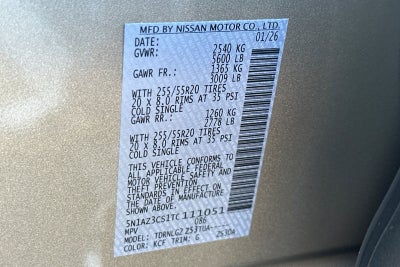 MFD BY NISSAN MOTOR CO., LTD.
DATE: 01/26
GVWR: 2540 KG
5600 LB
GAWR FR.: 1365 KG
3009 LB
WITH 255/55R20 TIRES
20 X 8.0 RIMS AT 35 PSI
COLD SINGLE
GAWR RR.: 1260 KG
2778 LB
WITH 255/55R20 TIRES
20 X 8.0 RIMS AT 35 PSI
COLD SINGLE
THIS VEHICLE CONFORMS TO
ALL APPLICABLE FEDERAL
MOTOR VEHICLE SAFETY AND
THEFT PREVENTION
STANDARDS IN EFFECT ON
THE DATE OF MANUFACTURE
SHOWN ABOVE.
5N1AZ3CS1TC111051
MPV 086
TDRNLG2Z53TUA
COLOR: KCF TRIM: G 2530A